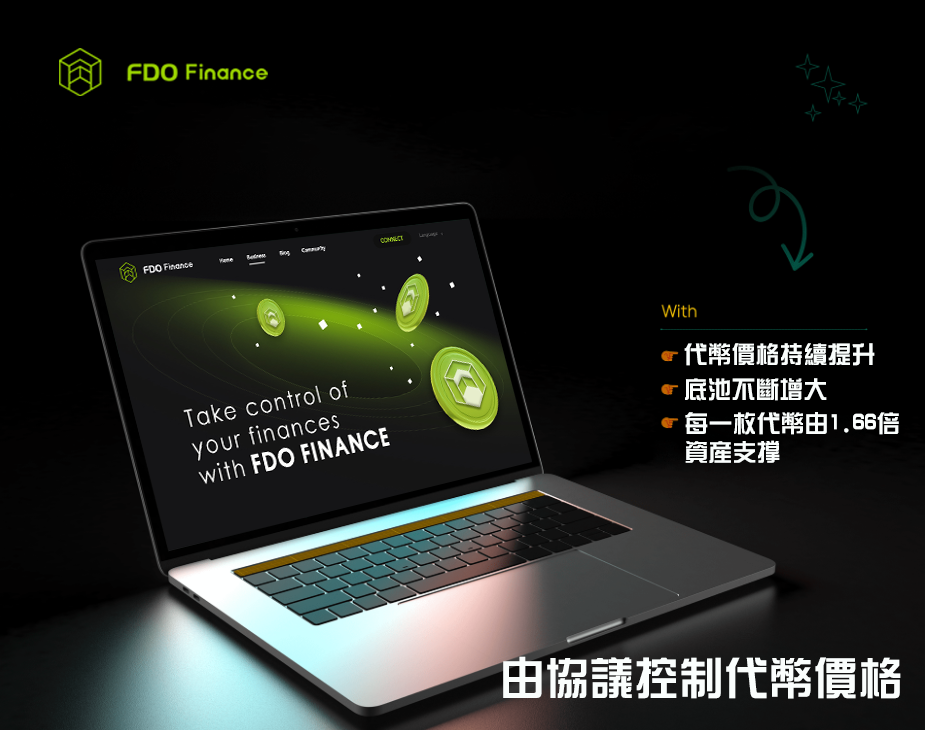 FDO Finance
FDO Finance
Home Business Blog Community CONNECT Language
Take control of
your finances
with FDO FINANCE
With
代幣價格持續提升
底池不斷增大
每一枚代幣由1.66倍
資產支撐
由協議控制代幣價格